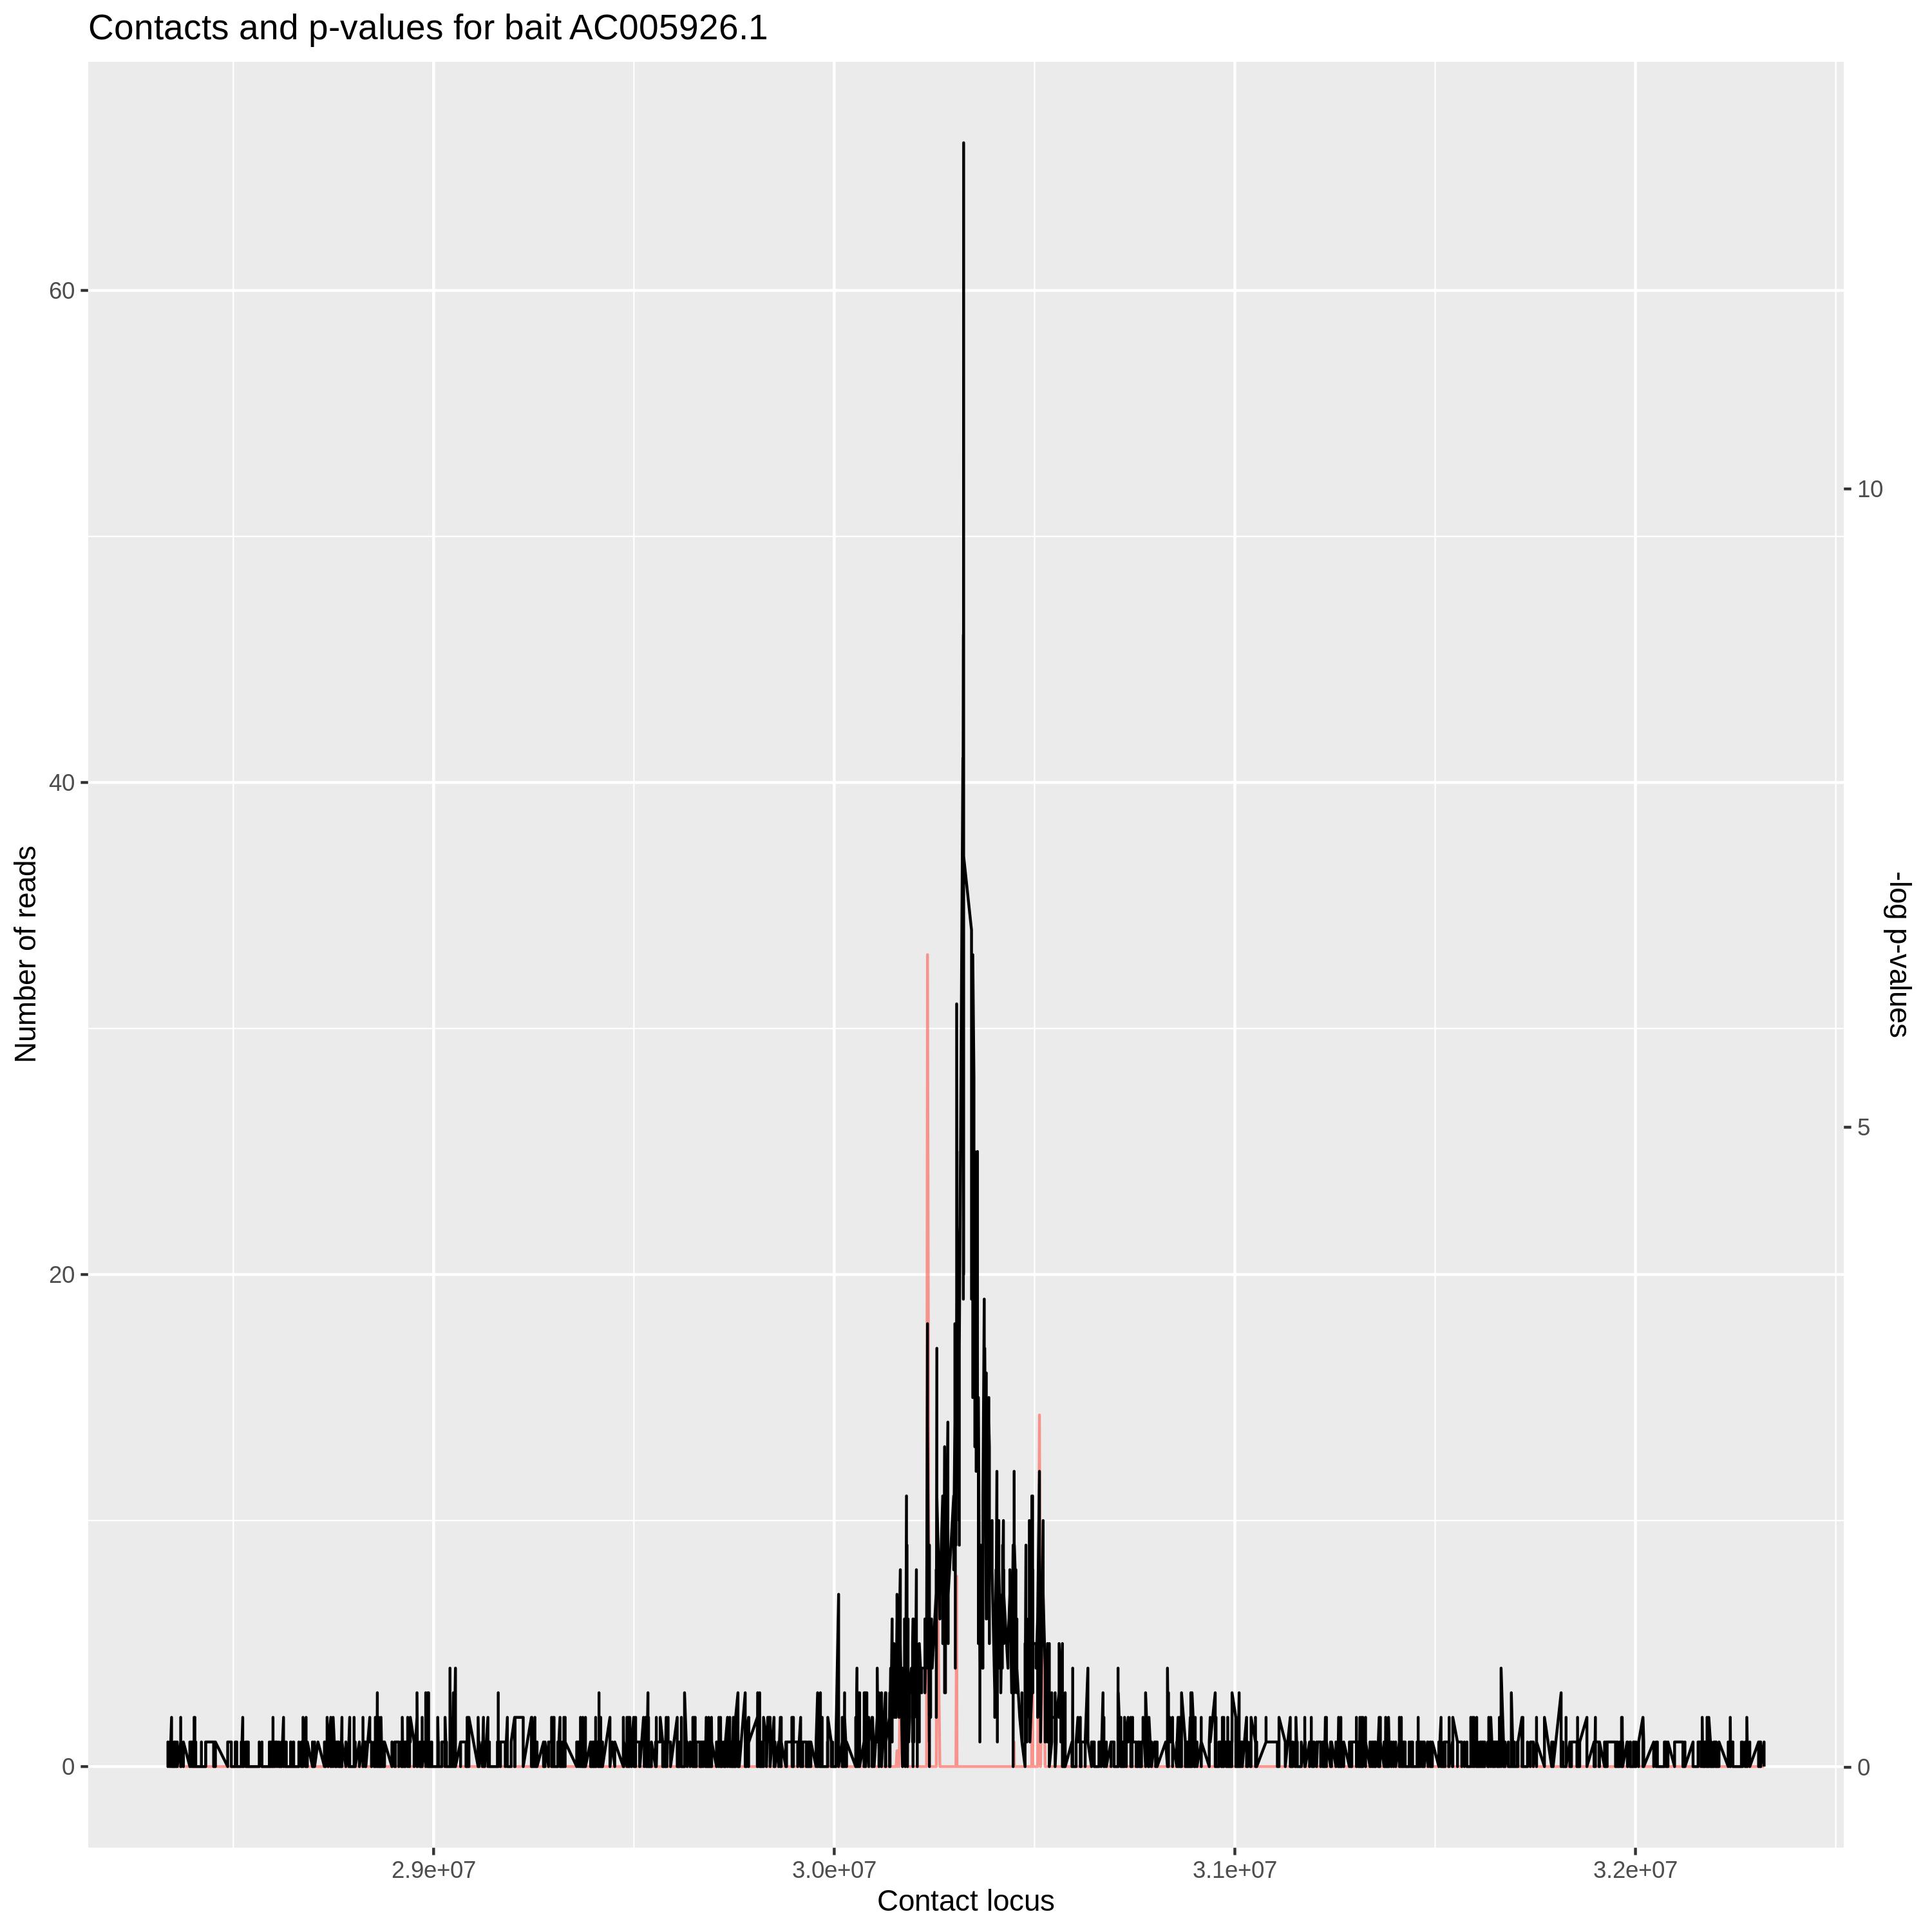 Contacts and p-values for bait AC005926.1
60
40
20
0
Number of reads
10
5
0
-log p-values
2.9e+07
3.0e+07
3.1e+07
3.2e+07
Contact locus